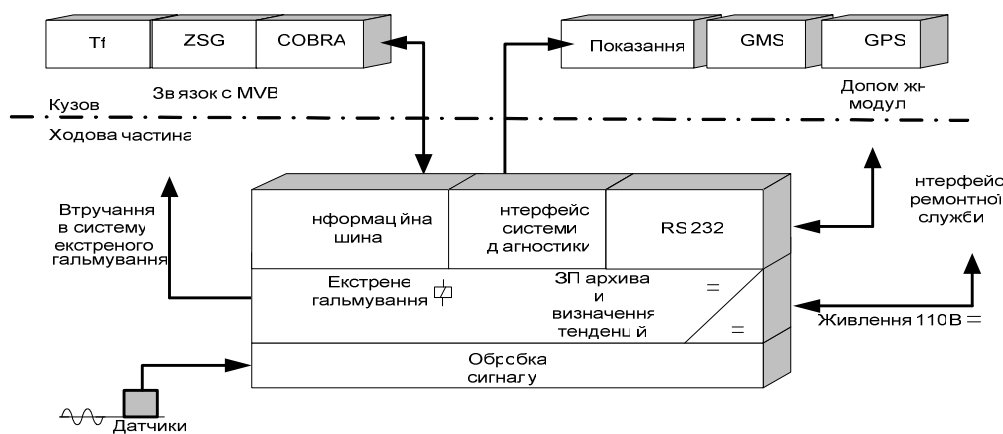 Tf
ZSG
COBRA
Показання
GMS
GPS
Зв язок с MVB
Допом жн
модул
Кузов
Ходова частина
Втручання
в систему
екстреного
гальмування
нформац йна
шина
нтерфейс
системи
д агностики
RS 232
нтерфейс
ремонтної
служби
Екстрене
гальмування
ЗП архива
и
визначення
тенденц й
=
=
Живлення 110В =
Обр бка
сигналу
Датчики